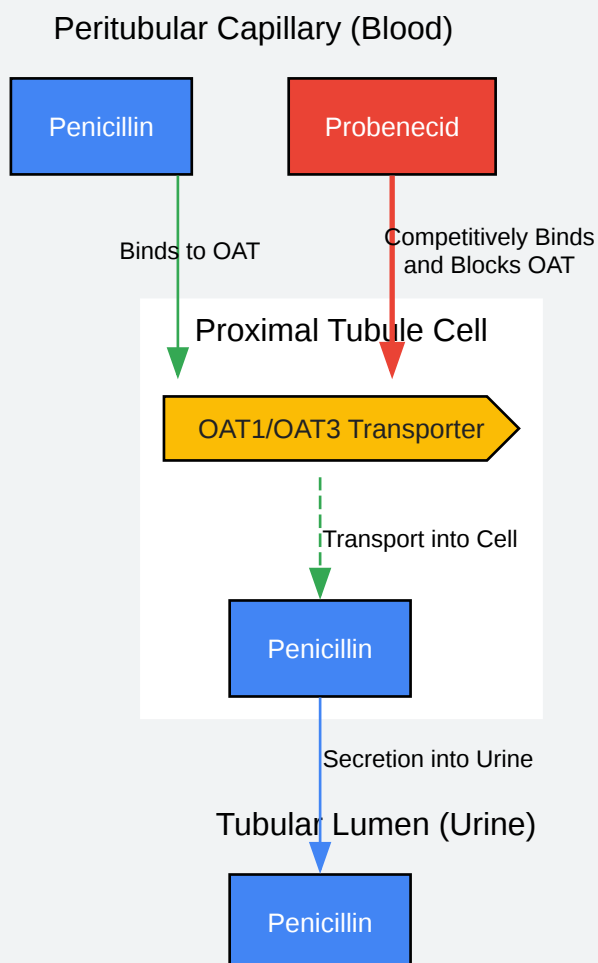 Peritubular Capillary (Blood)
Penicillin
Probenecid
Binds to OAT
Competitively Binds
and Blocks OAT
Proximal Tubule Cell
OAT1/OAT3 Transporter
Transport into Cell
Penicillin
Secretion into Urine
Tubular Lumen (Urine)
Penicillin